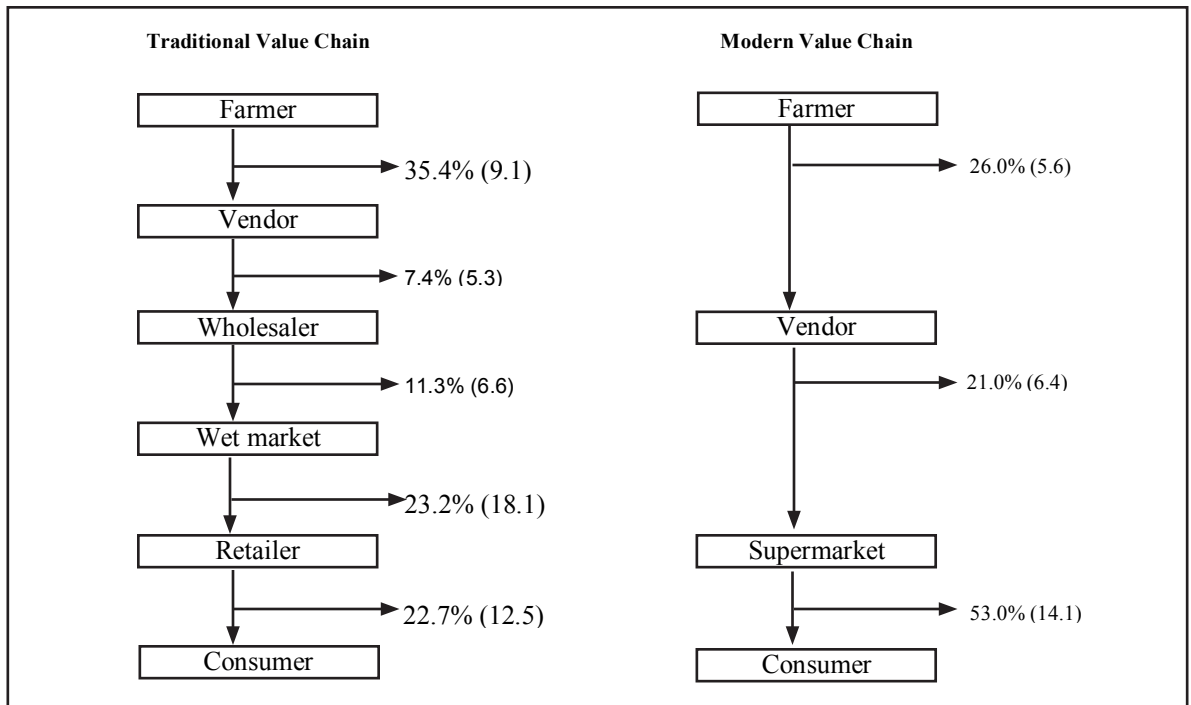 Traditional Value Chain
Farmer
35.4% (9.1)
Vendor
7.4% (5.3)
Wholesaler
11.3% (6.6)
Wet market
23.2% (18.1)
Retailer
22.7% (12.5)
Consumer
Modern Value Chain
Farmer
26.0% (5.6)
Vendor
21.0% (6.4)
Supermarket
53.0% (14.1)
Consumer